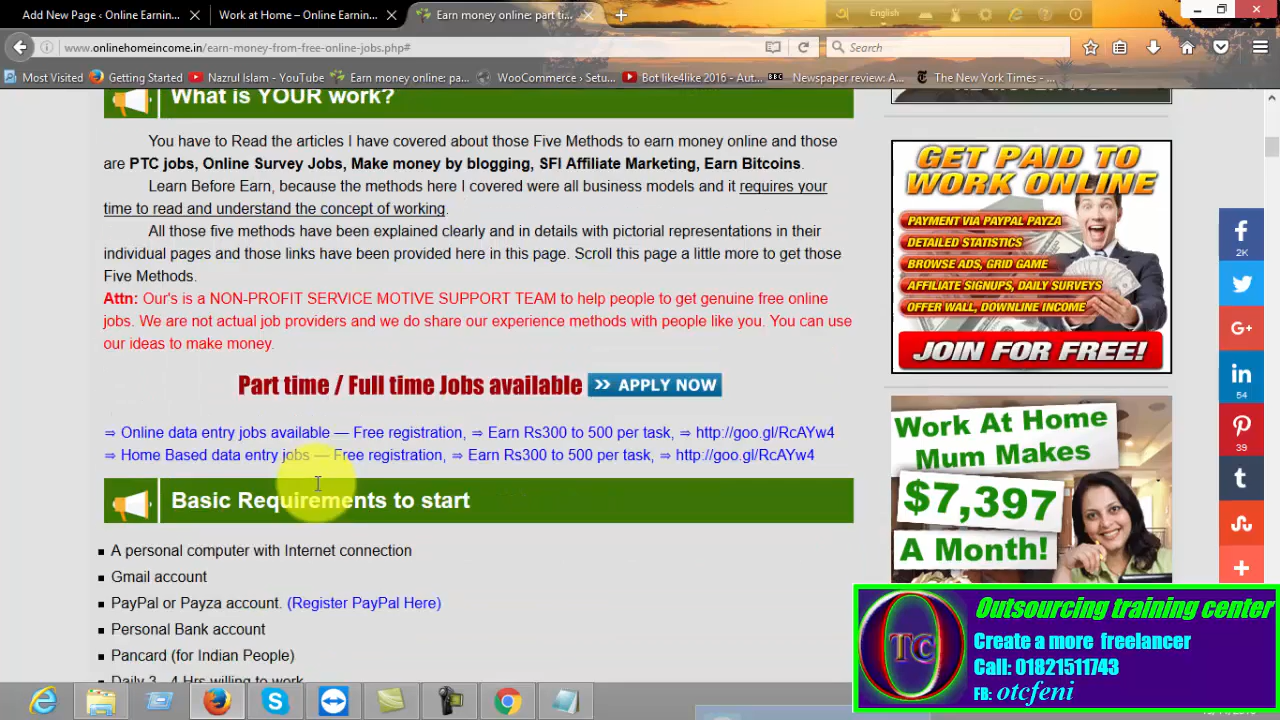 Add New Page ‹ Online Earnin...
Work at Home – Online Earnin...
Earn money online: part ti...
English
www.onlinehomeincome.in/earn-money-from-free-online-jobs.php#
Search
Most Visited
Getting Started
Nazrul Islam - YouTube
Earn money online: pa...
WooCommerce › Setu...
Bot like4like 2016 - Aut...
BBC
Newspaper review: A...
The New York Times - ...
What is YOUR work?
You have to Read the articles I have covered about those Five Methods to earn money online and those
are PTC jobs, Online Survey Jobs, Make money by blogging, SFI Affiliate Marketing, Earn Bitcoins.
Learn Before Earn, because the methods here I covered were all business models and it requires your
time to read and understand the concept of working.
All those five methods have been explained clearly and in details with pictorial representations in their
individual pages and those links have been provided here in this page. Scroll this page a little more to get those
Five Methods.
Attn: Our's is a NON-PROFIT SERVICE MOTIVE SUPPORT TEAM to help people to get genuine free online
jobs. We are not actual job providers and we do share our experience methods with people like you. You can use
our ideas to make money.
Part time / Full time Jobs available >> APPLY NOW
⇒ Online data entry jobs available — Free registration, ⇒ Earn Rs300 to 500 per task, ⇒ http://goo.gl/RcAYw4
⇒ Home Based data entry jobs — Free registration, ⇒ Earn Rs300 to 500 per task, ⇒ http://goo.gl/RcAYw4
Basic Requirements to start
A personal computer with Internet connection
Gmail account
PayPal or Payza account. (Register PayPal Here)
Personal Bank account
Pancard (for Indian People)
Daily 3 - 4 Hrs willing to work
REGISTER NOW
GET PAID TO
WORK ONLINE
PAYMENT VIA PAYPAL PAYZA
DETAILED STATISTICS
BROWSE ADS, GRID GAME
AFFILIATE SIGNUPS, DAILY SURVEYS
OFFER WALL, DOWNLINE INCOME
JOIN FOR FREE!
Work At Home
Mum Makes
$7,397
A Month!
2K
54
39
OTC
Outsourcing training center
Create a more freelancer
Call: 01821511743
FB: otcfeni